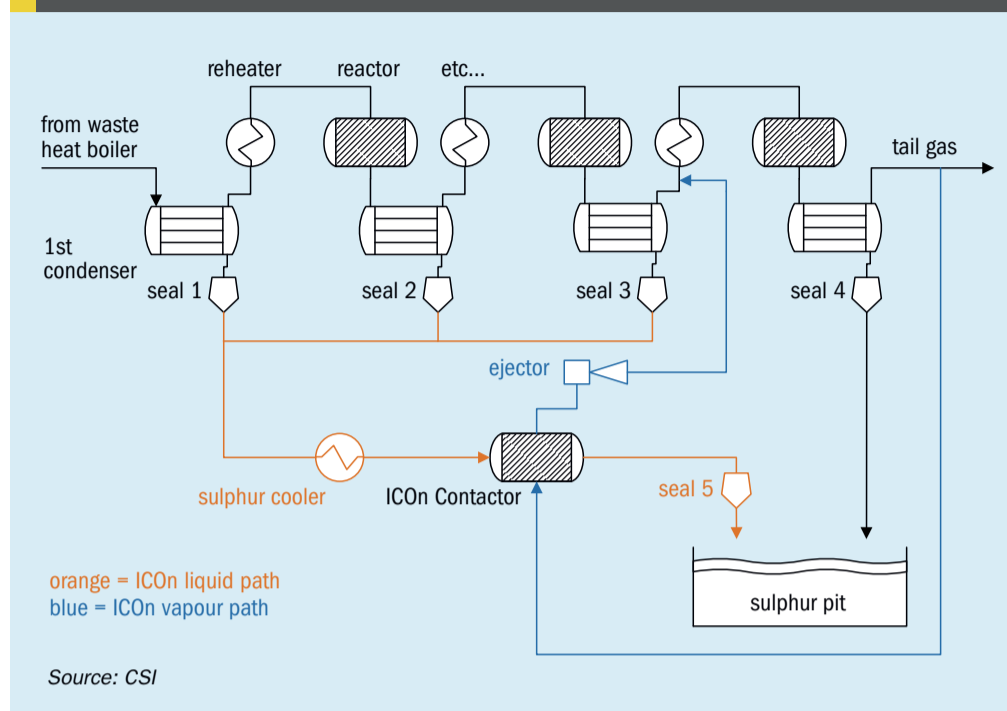 reheater
reactor
etc...
from waste
heat boiler
tail gas
1st
condenser
seal 1
seal 2
seal 3
seal 4
ejector
sulphur cooler
ICOn Contactor
seal 5
orange = ICOn liquid path
blue = ICOn vapour path
sulphur pit
Source: CSI